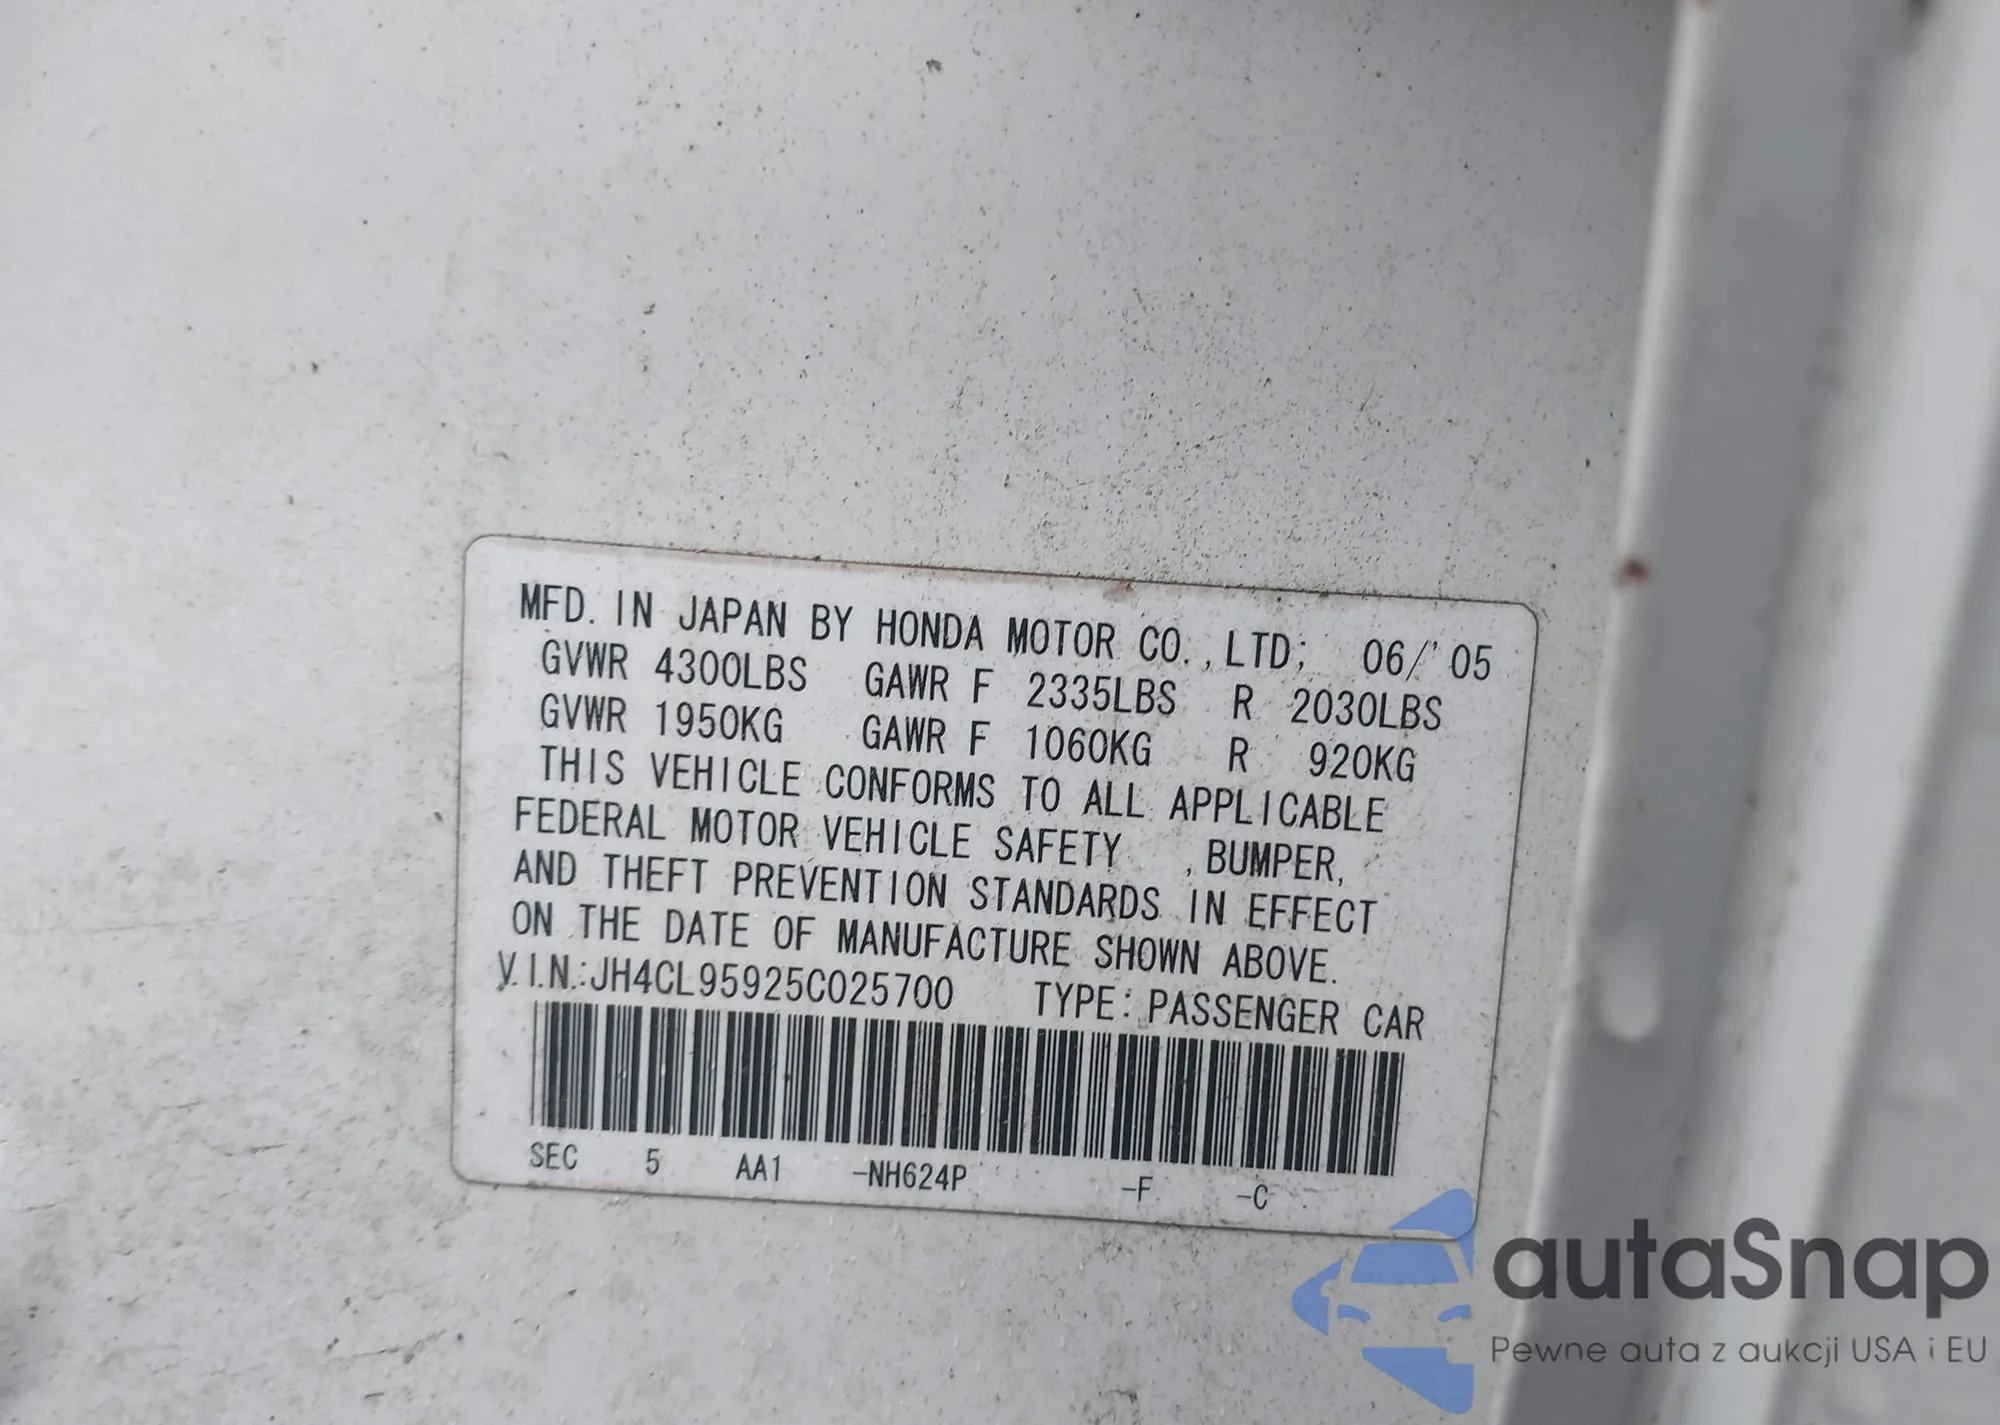 MFD. IN JAPAN BY HONDA MOTOR CO., LTD; 06/'05
GVWR 4300LBS GAWR F 2335LBS R 2030LBS
GVWR 1950KG GAWR F 1060KG R 920KG
THIS VEHICLE CONFORMS TO ALL APPLICABLE
FEDERAL MOTOR VEHICLE SAFETY , BUMPER,
AND THEFT PREVENTION STANDARDS IN EFFECT
ON THE DATE OF MANUFACTURE SHOWN ABOVE.
V.I.N.:JH4CL95925C025700 TYPE: PASSENGER CAR
SEC 5 AA1 -NH624P -F -C
autaSnap
Pewne auta z aukcji USA i EU